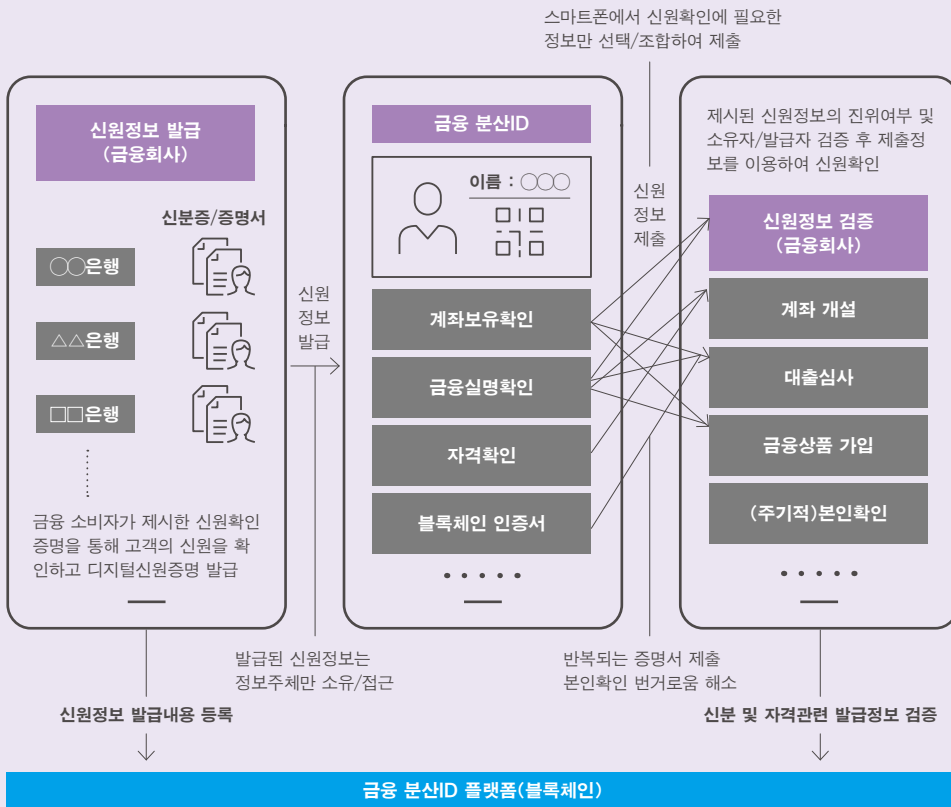 스마트폰에서 신원확인에 필요한
정보만 선택/조합하여 제출
신원정보 발급
(금융회사)
신분증/증명서
○○은행
△△은행
□□은행
금융 소비자가 제시한 신원확인
증명을 통해 고객의 신원을 확
인하고 디지털신원증명 발급
신원
정보
발급
금융 분산ID
이름 : ○○○
계좌보유확인
금융실명확인
자격확인
블록체인 인증서
신원
정보
제출
제시된 신원정보의 진위여부 및
소유자/발급자 검증 후 제출정
보를 이용하여 신원확인
신원정보 검증
(금융회사)
계좌 개설
대출심사
금융상품 가입
(주기적)본인확인
발급된 신원정보는
정보주체만 소유/접근
반복되는 증명서 제출
본인확인 번거로움 해소
신원정보 발급내용 등록
신분 및 자격관련 발급정보 검증
금융 분산ID 플랫폼(블록체인)